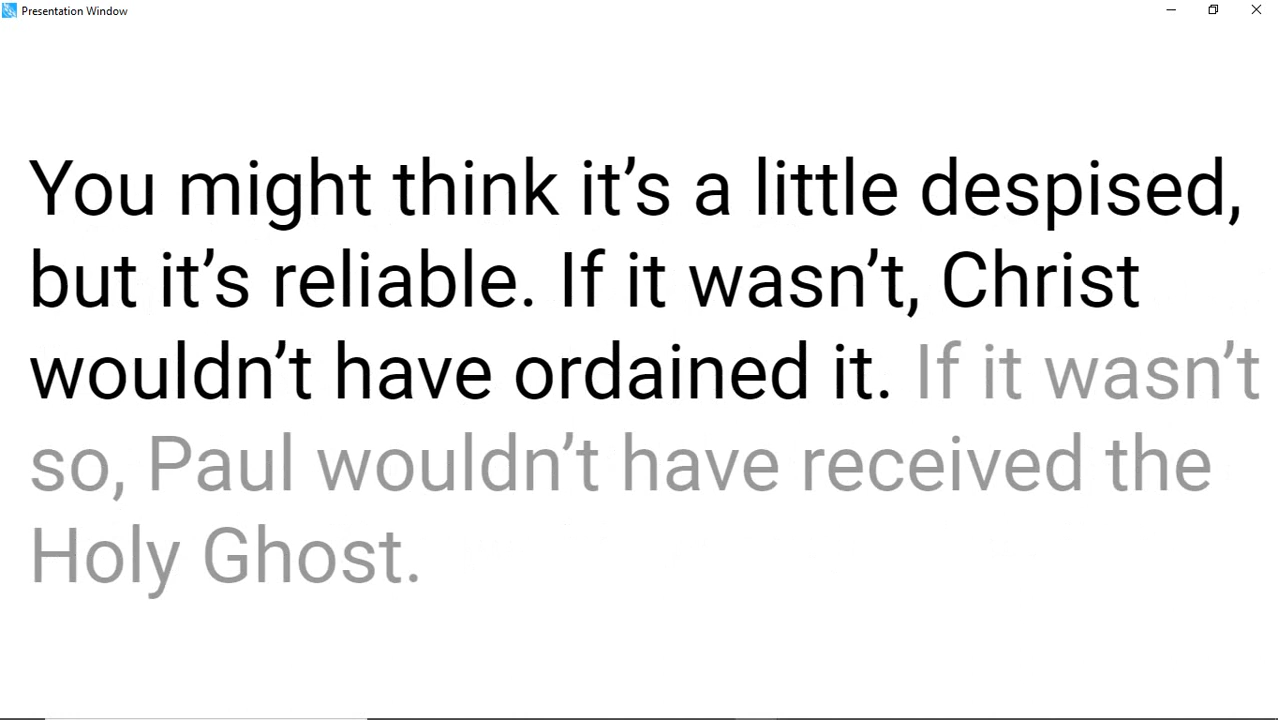 Presentation Window
You might think it’s a little despised,
but it’s reliable. If it wasn’t, Christ
wouldn’t have ordained it. If it wasn’t
so, Paul wouldn’t have received the
Holy Ghost.